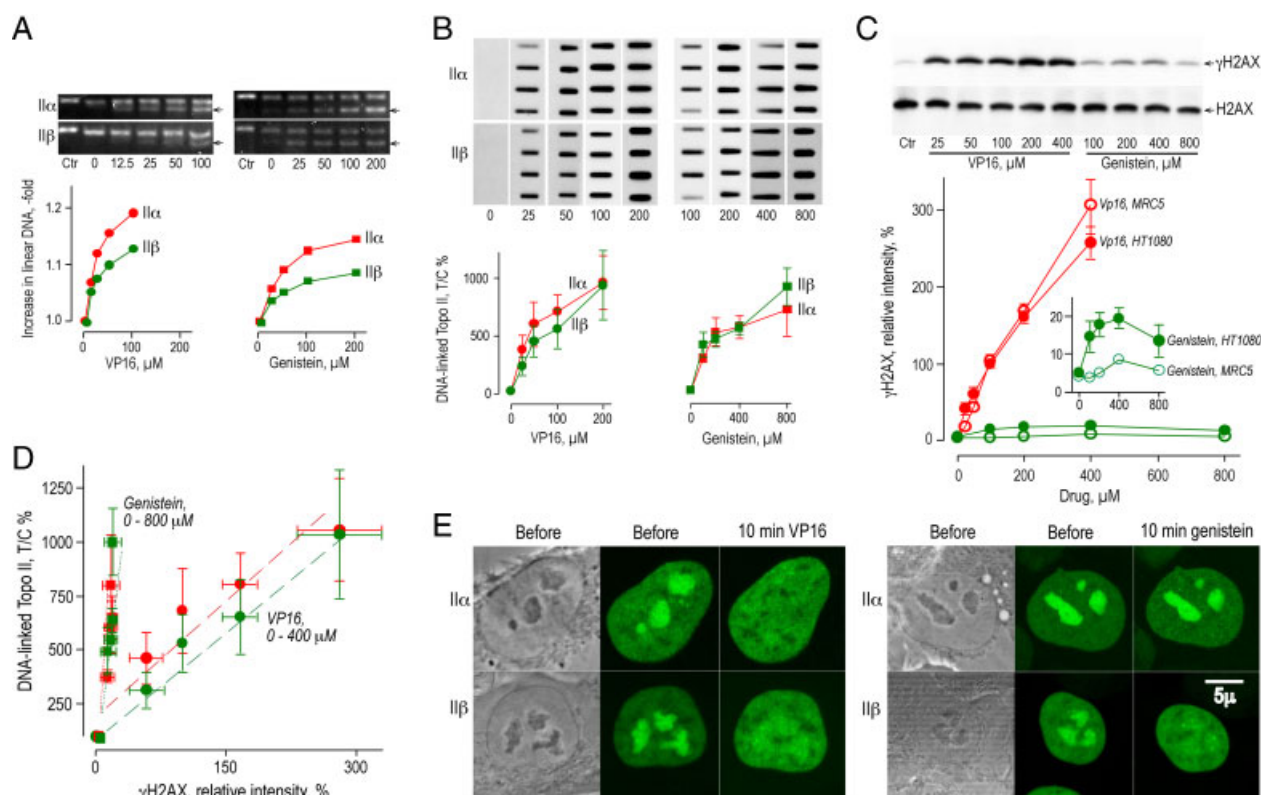 A
IIα
IIβ
Ctr 0 12.5 25 50 100
Ctr 0 25 50 100 200
Increase in linear DNA, -fold
1.2
1.1
1.0
IIα
IIβ
0 100 200
VP16, µM
IIα
IIβ
0 100 200
Genistein, µM
B
IIα
IIβ
0 25 50 100 200
100 200 400 800
DNA-linked Topo II, T/C %
1000
500
0
IIα
IIβ
0 100 200
VP16, µM
IIβ
IIα
0 400 800
Genistein, µM
C
γH2AX
H2AX
Ctr 25 50 100 200 400 100 200 400 800
VP16, µM Genistein, µM
γH2AX, relative intensity, %
300
200
100
0
Vp16, MRC5
Vp16, HT1080
20
10
0
0 400 800
Genistein, HT1080
Genistein, MRC5
0 200 400 600 800
Drug, µM
D
DNA-linked Topo II, T/C %
1250
1000
750
500
250
Genistein,
0 - 800 µM
VP16,
0 - 400 µM
0 150 300
γH2AX, relative intensity, %
E
Before Before 10 min VP16
IIα
IIβ
Before Before 10 min genistein
IIα
IIβ
5µ